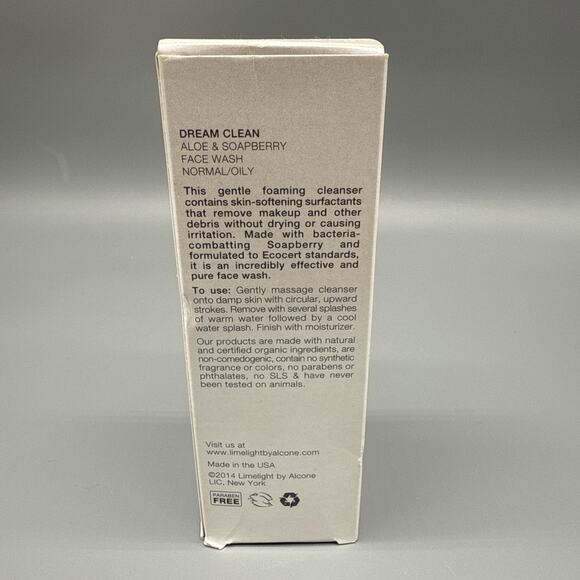 DREAM CLEAN
ALOE & SOAPBERRY
FACE WASH
NORMAL/OILY
This gentle foaming cleanser
contains skin-softening surfactants
that remove makeup and other
debris without drying or causing
irritation. Made with bacteria-
combatting Soapberry and
formulated to Ecocert standards,
it is an incredibly effective and
pure face wash.
To use: Gently massage cleanser
onto damp skin with circular, upward
strokes. Remove with several splashes
of warm water followed by a cool
water splash. Finish with moisturizer.
Our products are made with natural
and certified organic ingredients, are
non-comedogenic, contain no synthetic
fragrance or colors, no parabens or
phthalates, no SLS & have never
been tested on animals.
Visit us at
www.limelightbyalcone.com
Made in the USA
©2014 Limelight by Alcone
LIC, New York
PARABEN
FREE